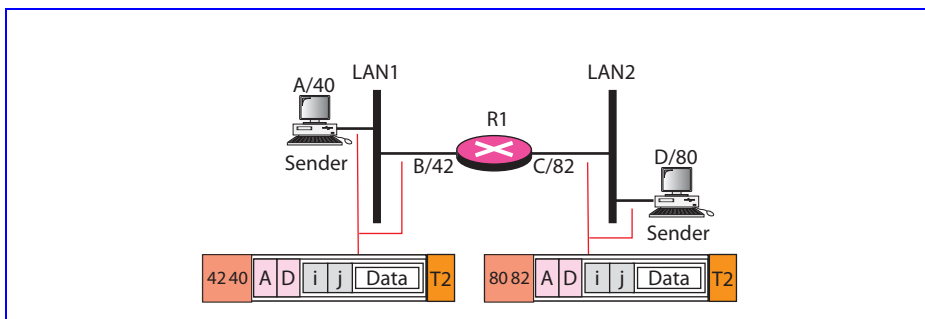 LAN1 LAN2
A/40
R1
D/80
Sender B/42 C/82
Sender
42 40 A D i j Data T2 80 82 A D i j Data T2